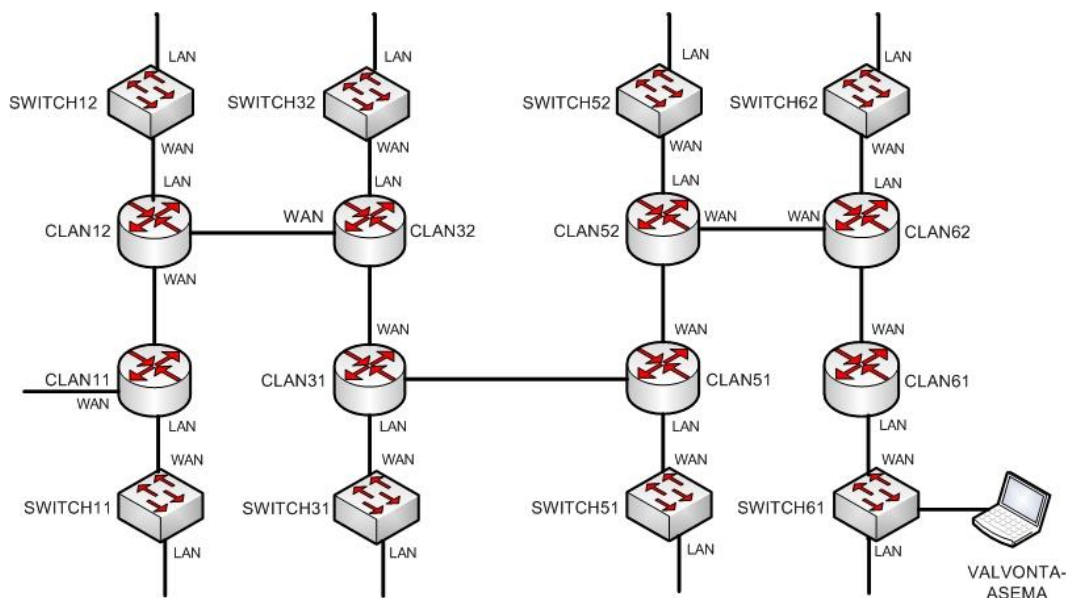 LAN LAN LAN LAN
SWITCH12 SWITCH32 SWITCH52 SWITCH62
WAN WAN WAN WAN
LAN LAN LAN LAN
WAN WAN WAN
CLAN12 CLAN32 CLAN52 CLAN62
WAN
WAN WAN WAN
CLAN11 CLAN31 CLAN51 CLAN61
WAN
LAN LAN LAN LAN
WAN WAN WAN WAN
SWITCH11 SWITCH31 SWITCH51 SWITCH61
LAN LAN LAN LAN
VALVONTA-
ASEMA